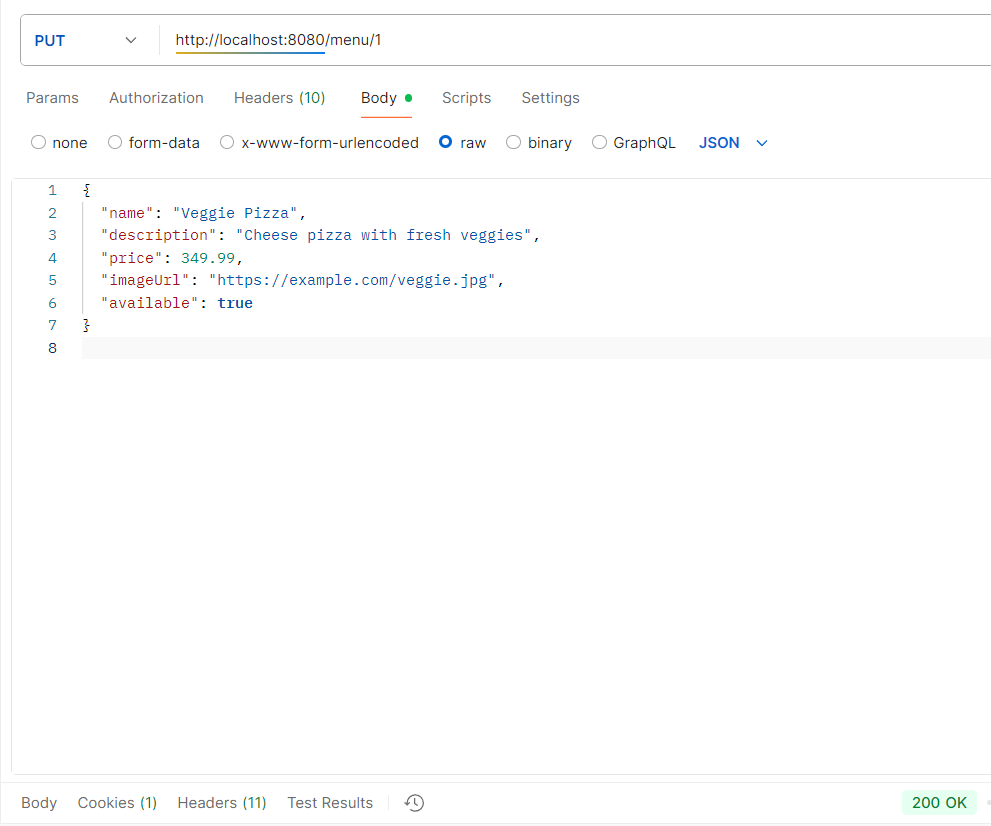 PUT http://localhost:8080/menu/1
Params Authorization Headers (10) Body Scripts Settings
none form-data x-www-form-urlencoded raw binary GraphQL JSON
1 {
2 "name": "Veggie Pizza",
3 "description": "Cheese pizza with fresh veggies",
4 "price": 349.99,
5 "imageUrl": "https://example.com/veggie.jpg",
6 "available": true
7 }
8
Body Cookies (1) Headers (11) Test Results 200 OK